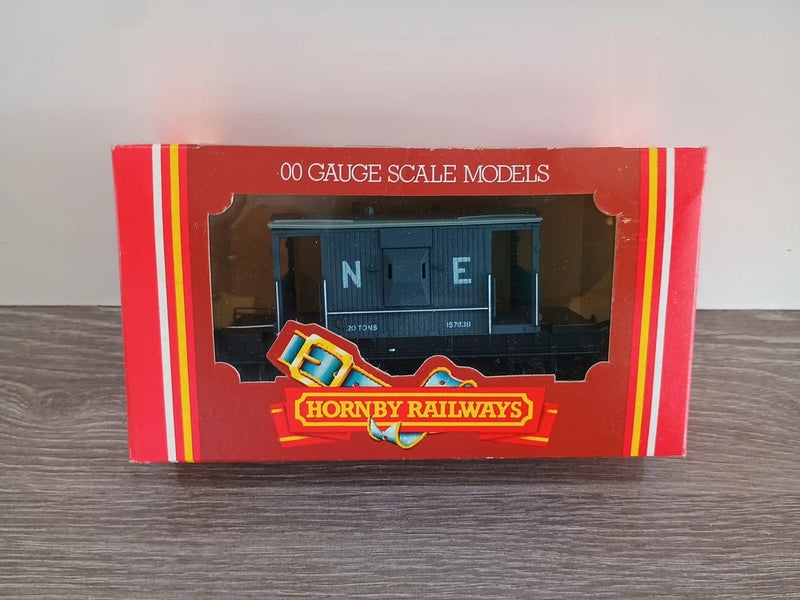 00 GAUGE SCALE MODELS
N E
20 TONS 157838
HORNBY RAILWAYS